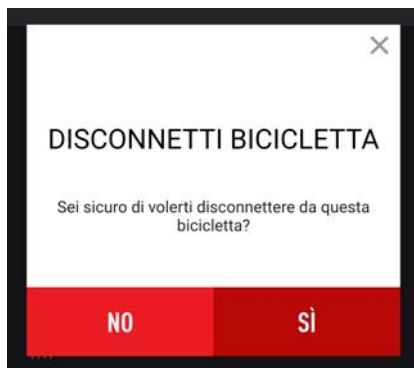 DISCONNETTI BICICLETTA
Sei sicuro di volerti disconnettere da questa
bicicletta?
NO
SÌ